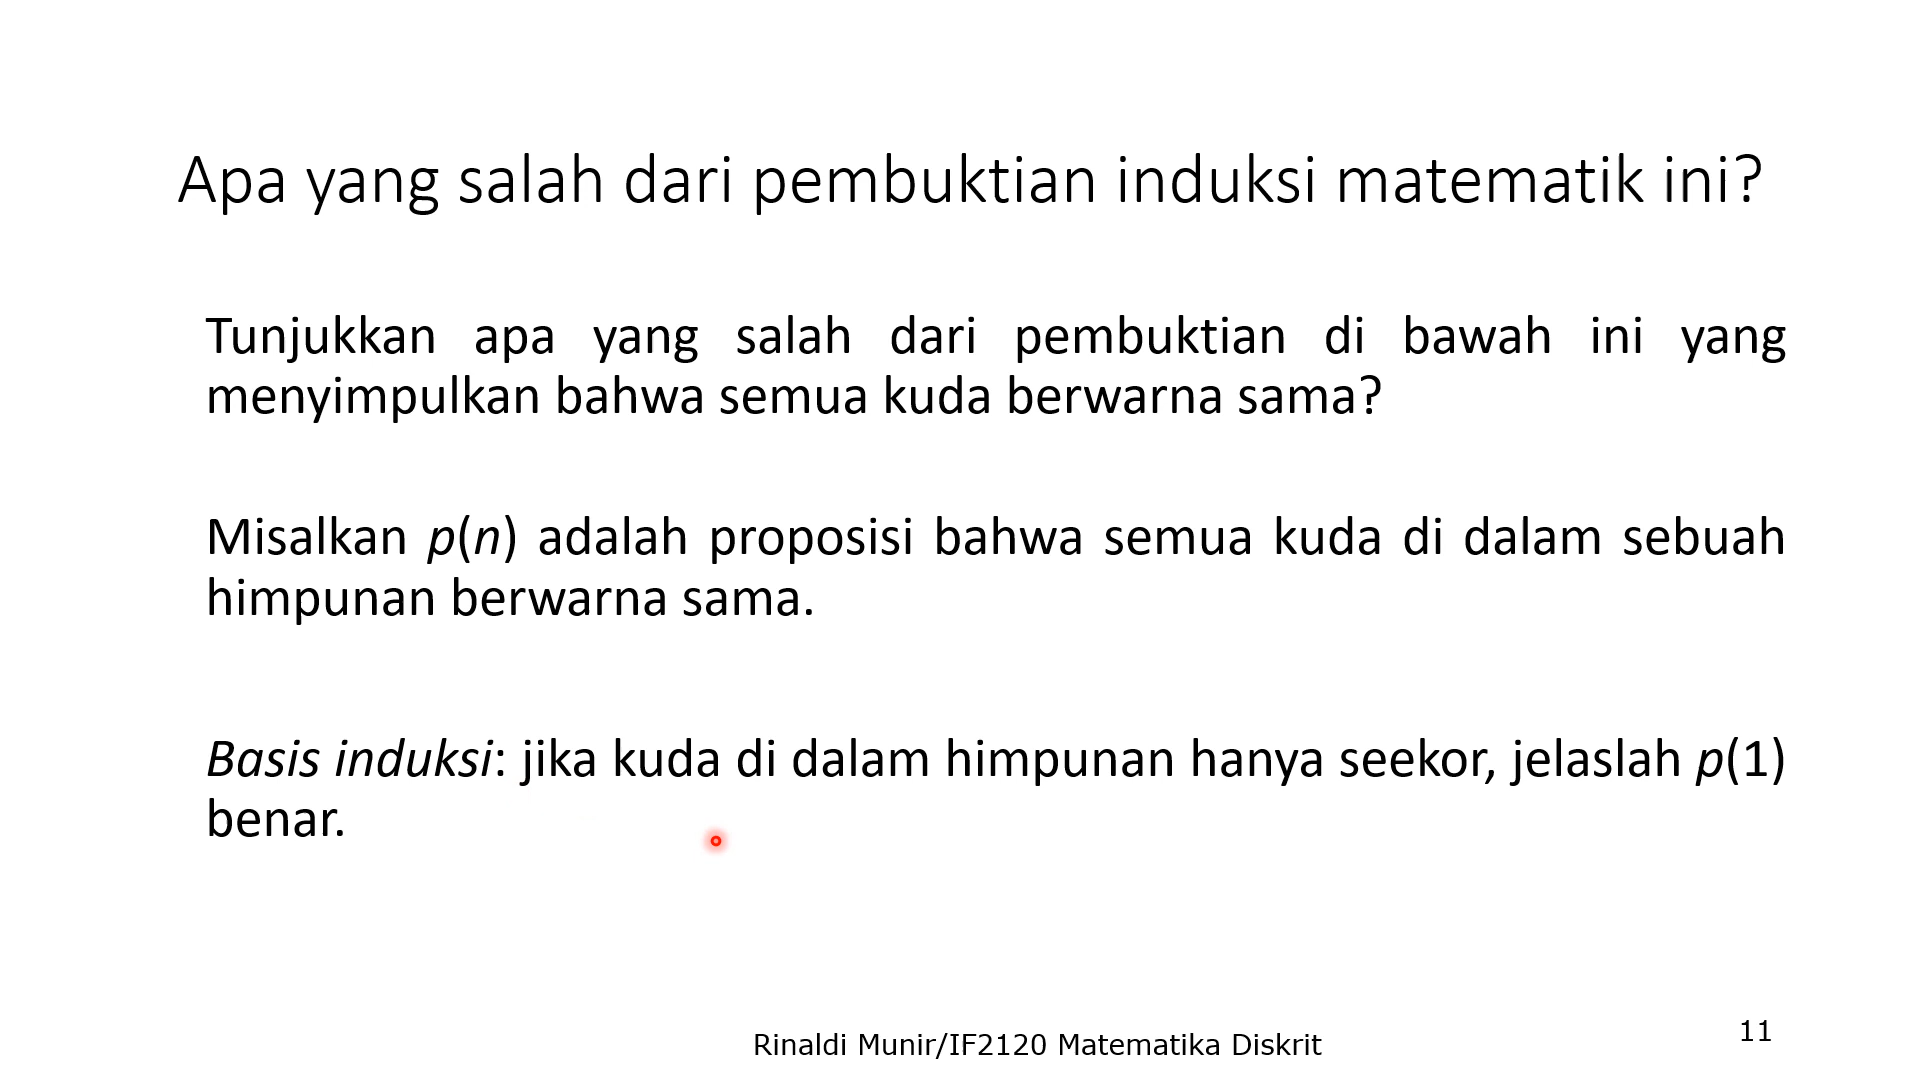 Apa yang salah dari pembuktian induksi matematik ini?
Tunjukkan apa yang salah dari pembuktian di bawah ini yang
menyimpulkan bahwa semua kuda berwarna sama?
Misalkan p(n) adalah proposisi bahwa semua kuda di dalam sebuah
himpunan berwarna sama.
Basis induksi: jika kuda di dalam himpunan hanya seekor, jelaslah p(1)
benar.
Rinaldi Munir/IF2120 Matematika Diskrit
11